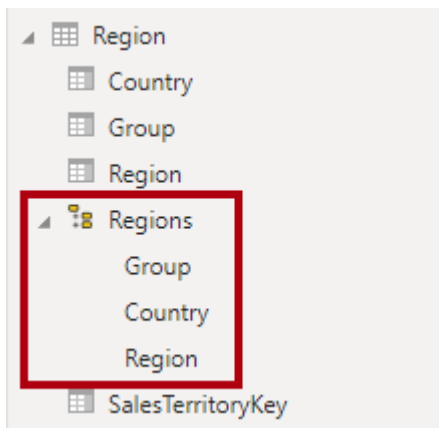 Region
Country
Group
Region
Regions
Group
Country
Region
SalesTerritoryKey